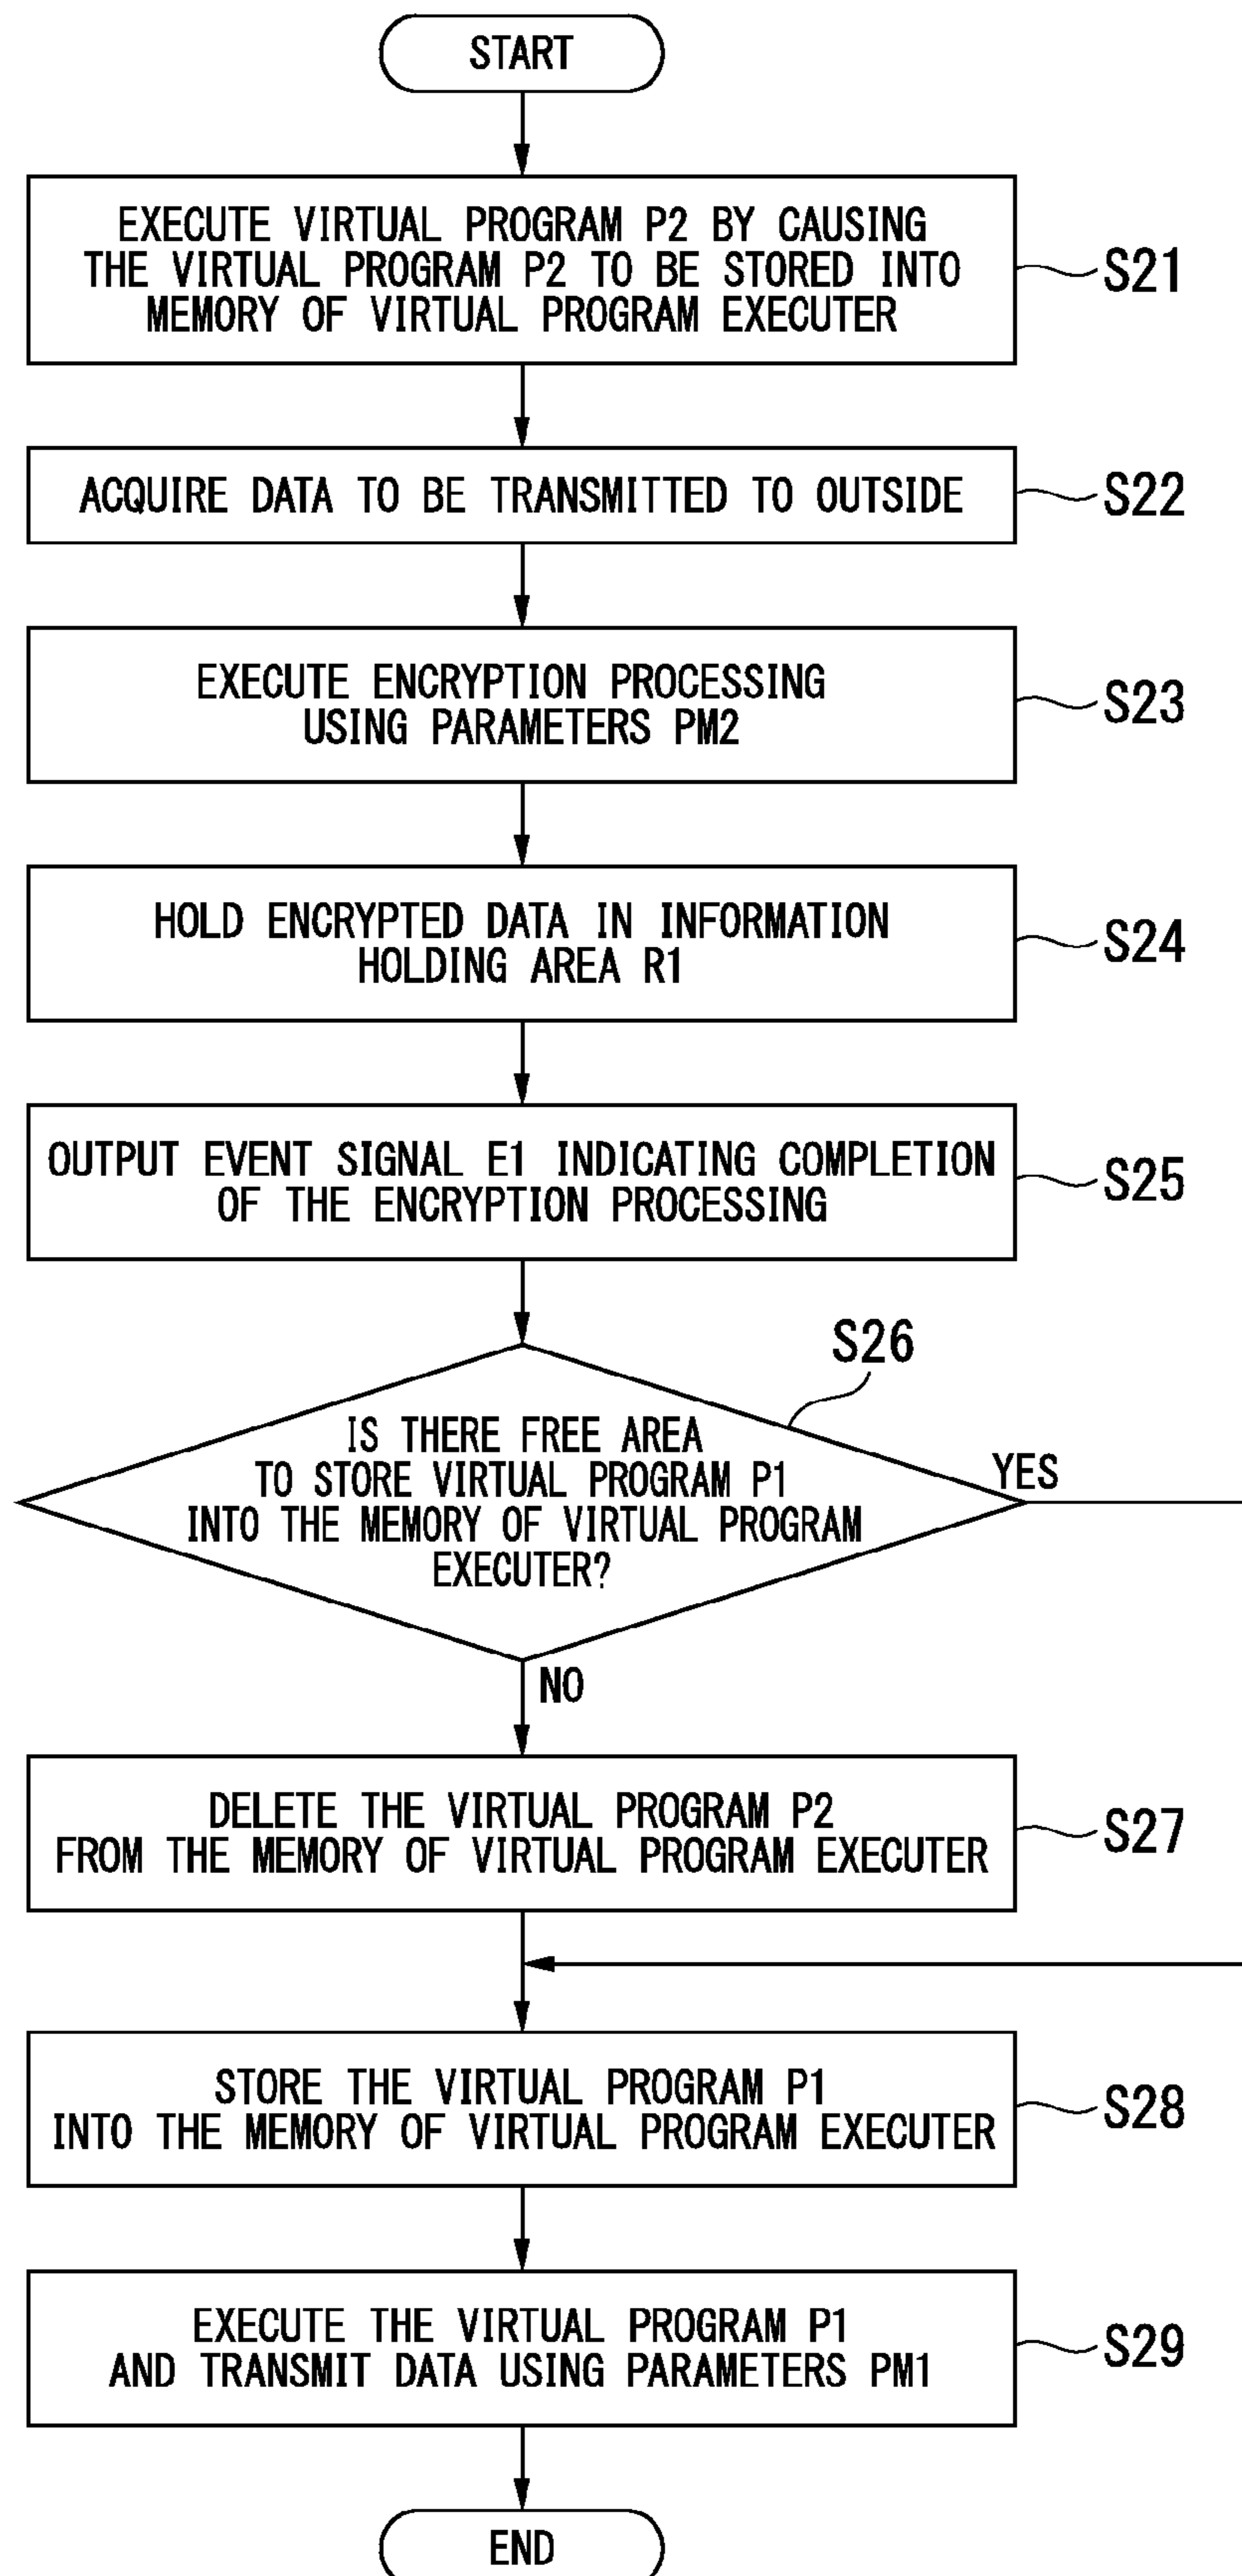 START
EXECUTE VIRTUAL PROGRAM P2 BY CAUSING
THE VIRTUAL PROGRAM P2 TO BE STORED INTO
MEMORY OF VIRTUAL PROGRAM EXECUTER
S21
ACQUIRE DATA TO BE TRANSMITTED TO OUTSIDE
S22
EXECUTE ENCRYPTION PROCESSING
USING PARAMETERS PM2
S23
HOLD ENCRYPTED DATA IN INFORMATION
HOLDING AREA R1
S24
OUTPUT EVENT SIGNAL E1 INDICATING COMPLETION
OF THE ENCRYPTION PROCESSING
S25
S26
IS THERE FREE AREA
TO STORE VIRTUAL PROGRAM P1
INTO THE MEMORY OF VIRTUAL PROGRAM
EXECUTER?
YES
NO
DELETE THE VIRTUAL PROGRAM P2
FROM THE MEMORY OF VIRTUAL PROGRAM EXECUTER
S27
STORE THE VIRTUAL PROGRAM P1
INTO THE MEMORY OF VIRTUAL PROGRAM EXECUTER
S28
EXECUTE THE VIRTUAL PROGRAM P1
AND TRANSMIT DATA USING PARAMETERS PM1
S29
END